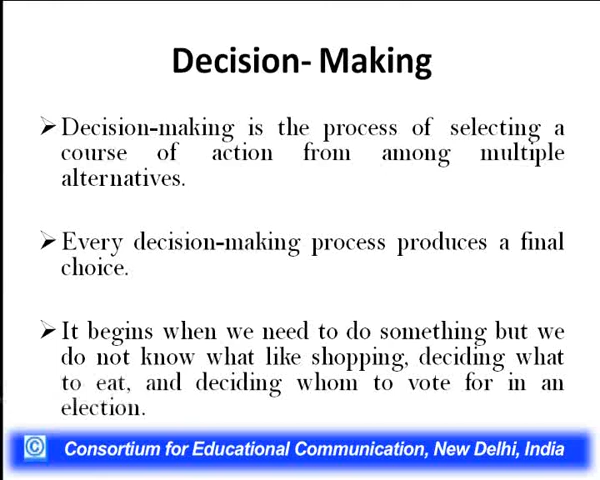 Decision- Making
➢Decision-making is the process of selecting a
course of action from among multiple
alternatives.
➢Every decision-making process produces a final
choice.
➢It begins when we need to do something but we
do not know what like shopping, deciding what
to eat, and deciding whom to vote for in an
election.
© Consortium for Educational Communication, New Delhi, India